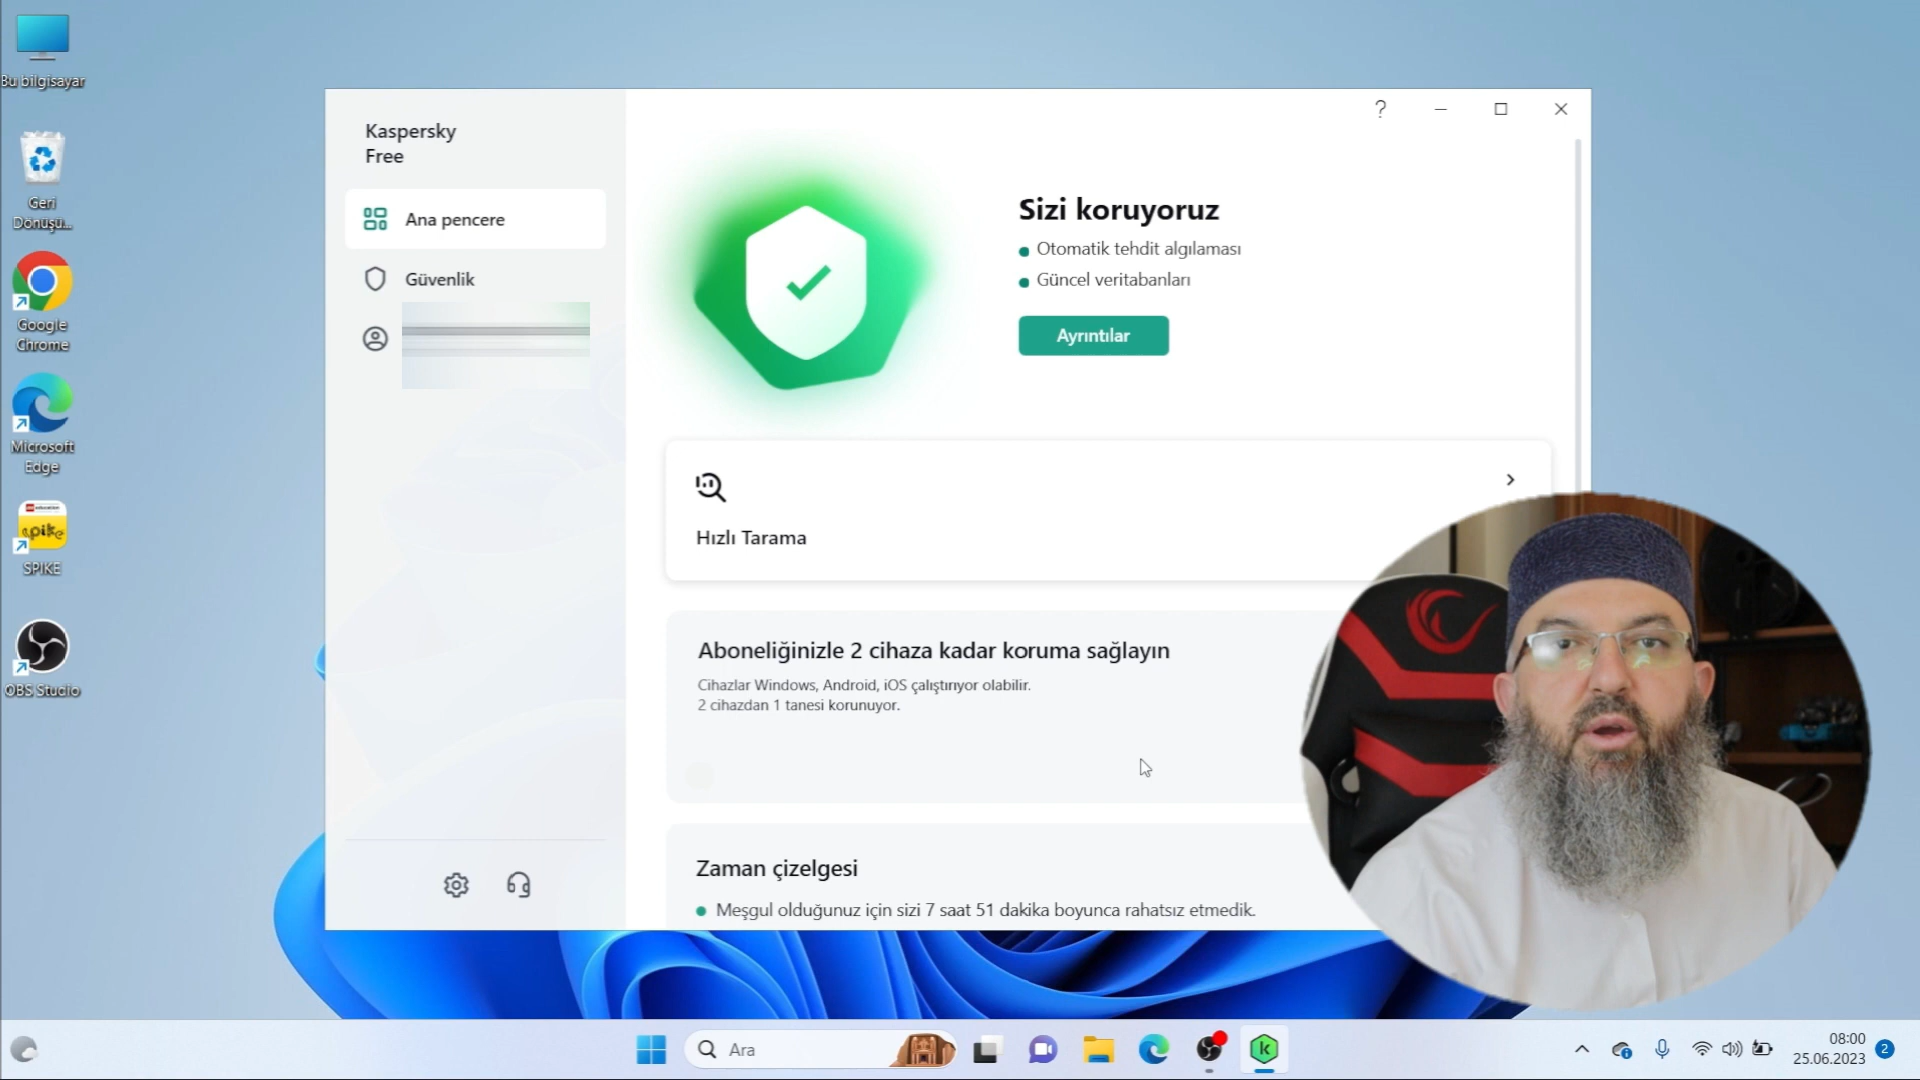 Bu bilgisayar
Geri
Dönüşü...
Google
Chrome
Microsoft
Edge
spike
SPIKE
OBS Studio
Kaspersky
Free
Ana pencere
Güvenlik
?
Sizi koruyoruz
Otomatik tehdit algılaması
Güncel veritabanları
Ayrıntılar
Hızlı Tarama
Aboneliğinizle 2 cihaza kadar koruma sağlayın
Cihazlar Windows, Android, iOS çalıştırıyor olabilir.
2 cihazdan 1 tanesi korunuyor.
Zaman çizelgesi
Meşgul olduğunuz için sizi 7 saat 51 dakika boyunca rahatsız etmedik.
Ara
08:00
25.06.2023
2